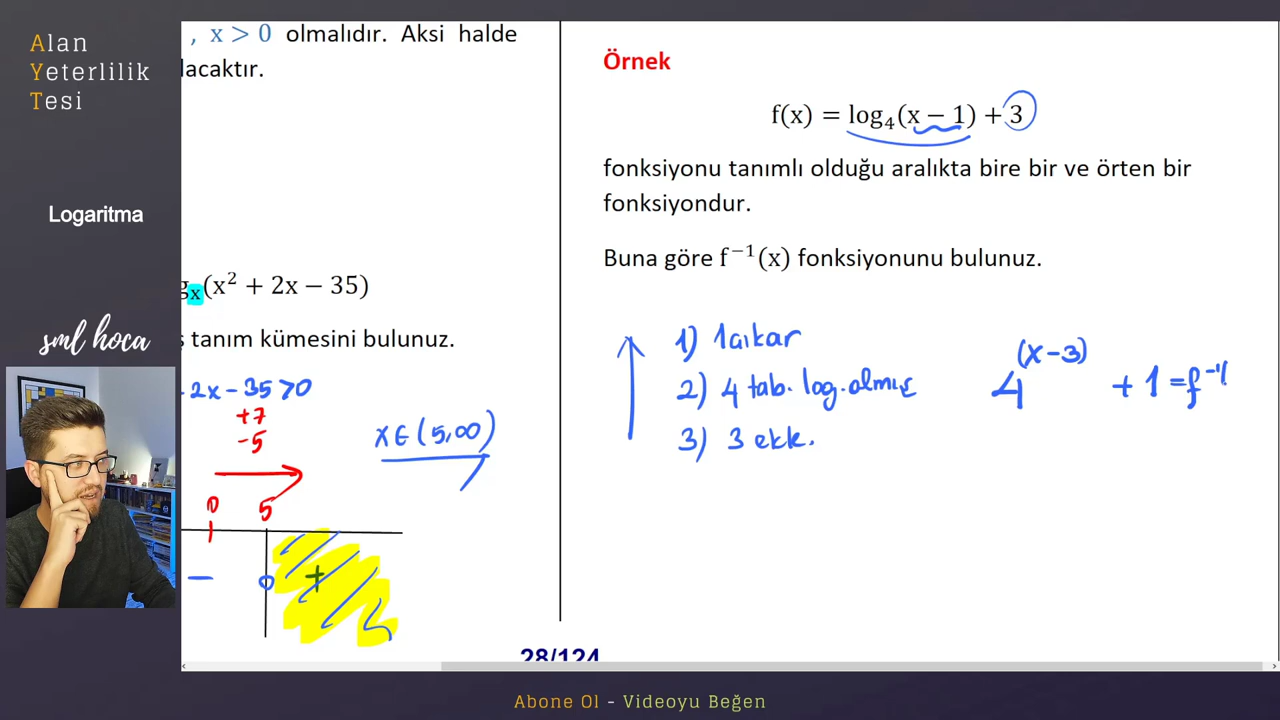 Alan
Yeterlilik
Tesi
Logaritma
sml hoca
, x > 0 olmalıdır. Aksi halde
lacaktır.
gₓ(x² + 2x − 35)
ş tanım kümesini bulunuz.
2x − 35 > 0
+7
−5
x ∈ (5, ∞)
0 5
− 0 +
28/124
Örnek
f(x) = log₄(x − 1) + 3
fonksiyonu tanımlı olduğu aralıkta bire bir ve örten bir
fonksiyondur.
Buna göre f⁻¹(x) fonksiyonunu bulunuz.
1) 1 çıkar
2) 4 tab. log. almış
3) 3 ekk.
4⁽ˣ⁻³⁾ + 1 = f⁻¹(
Abone Ol - Videoyu Beğen